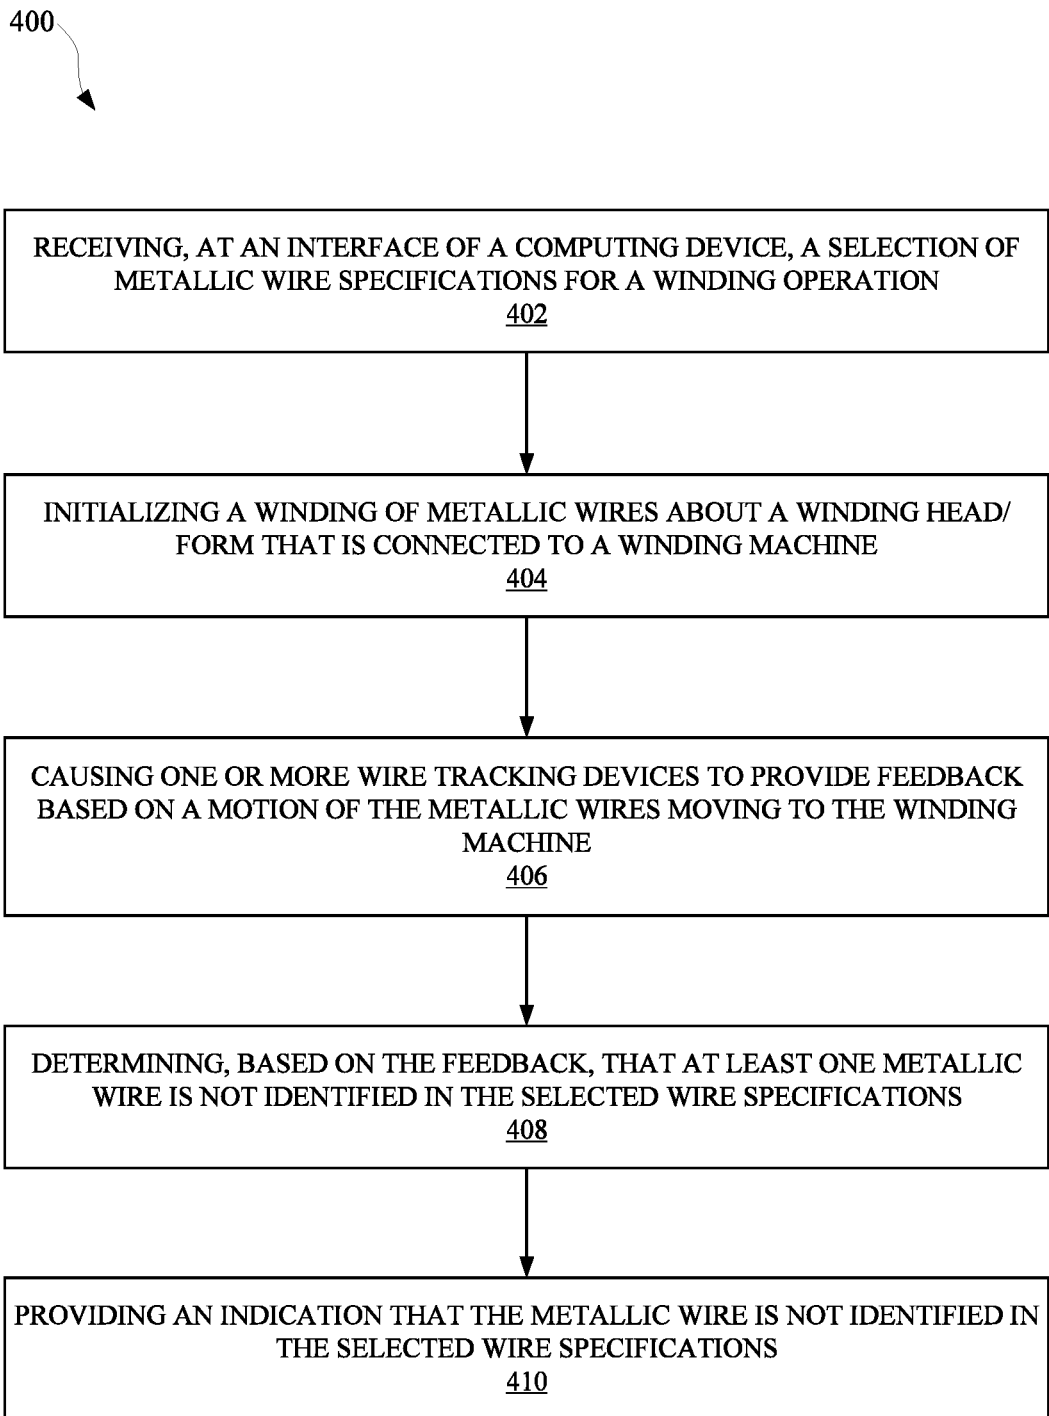 400
RECEIVING, AT AN INTERFACE OF A COMPUTING DEVICE, A SELECTION OF
METALLIC WIRE SPECIFICATIONS FOR A WINDING OPERATION
402
INITIALIZING A WINDING OF METALLIC WIRES ABOUT A WINDING HEAD/
FORM THAT IS CONNECTED TO A WINDING MACHINE
404
CAUSING ONE OR MORE WIRE TRACKING DEVICES TO PROVIDE FEEDBACK
BASED ON A MOTION OF THE METALLIC WIRES MOVING TO THE WINDING
MACHINE
406
DETERMINING, BASED ON THE FEEDBACK, THAT AT LEAST ONE METALLIC
WIRE IS NOT IDENTIFIED IN THE SELECTED WIRE SPECIFICATIONS
408
PROVIDING AN INDICATION THAT THE METALLIC WIRE IS NOT IDENTIFIED IN
THE SELECTED WIRE SPECIFICATIONS
410